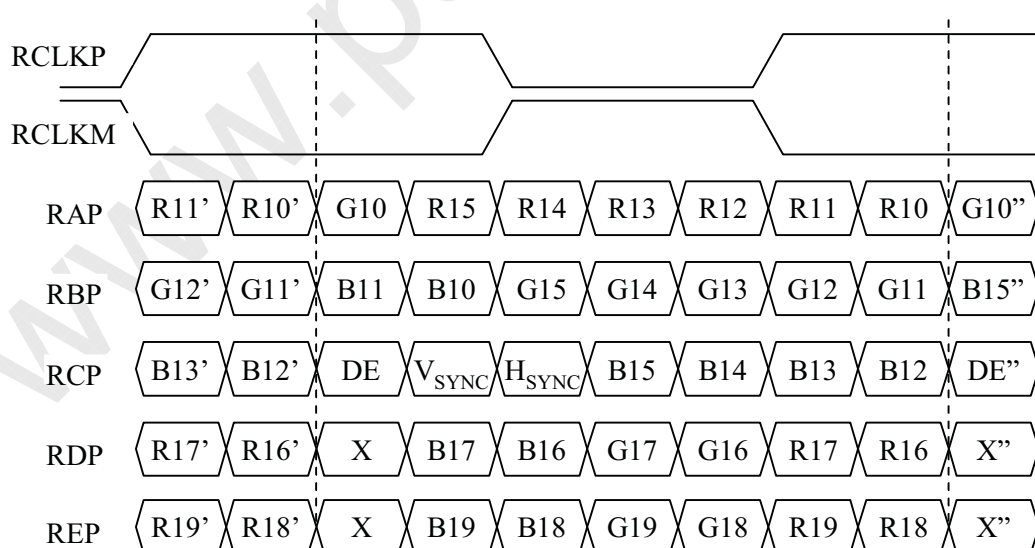 RCLKP
RCLKM
RAP R11’ R10’ G10 R15 R14 R13 R12 R11 R10 G10”
RBP G12’ G11’ B11 B10 G15 G14 G13 G12 G11 B15”
RCP B13’ B12’ DE VSYNC HSYNC B15 B14 B13 B12 DE”
RDP R17’ R16’ X B17 B16 G17 G16 R17 R16 X”
REP R19’ R18’ X B19 B18 G19 G18 R19 R18 X”
www.p